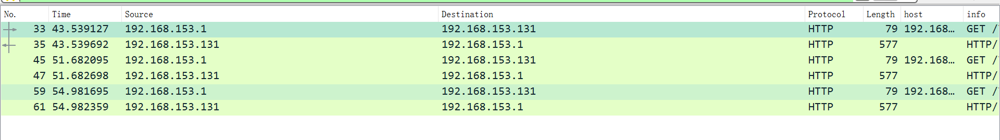 No. Time Source Destination Protocol Length host info
33 43.539127 192.168.153.1 192.168.153.131 HTTP 79 192.168… GET /
35 43.539692 192.168.153.131 192.168.153.1 HTTP 577 HTTP/
45 51.682095 192.168.153.1 192.168.153.131 HTTP 79 192.168… GET /
47 51.682698 192.168.153.131 192.168.153.1 HTTP 577 HTTP/
59 54.981695 192.168.153.1 192.168.153.131 HTTP 79 192.168… GET /
61 54.982359 192.168.153.131 192.168.153.1 HTTP 577 HTTP/